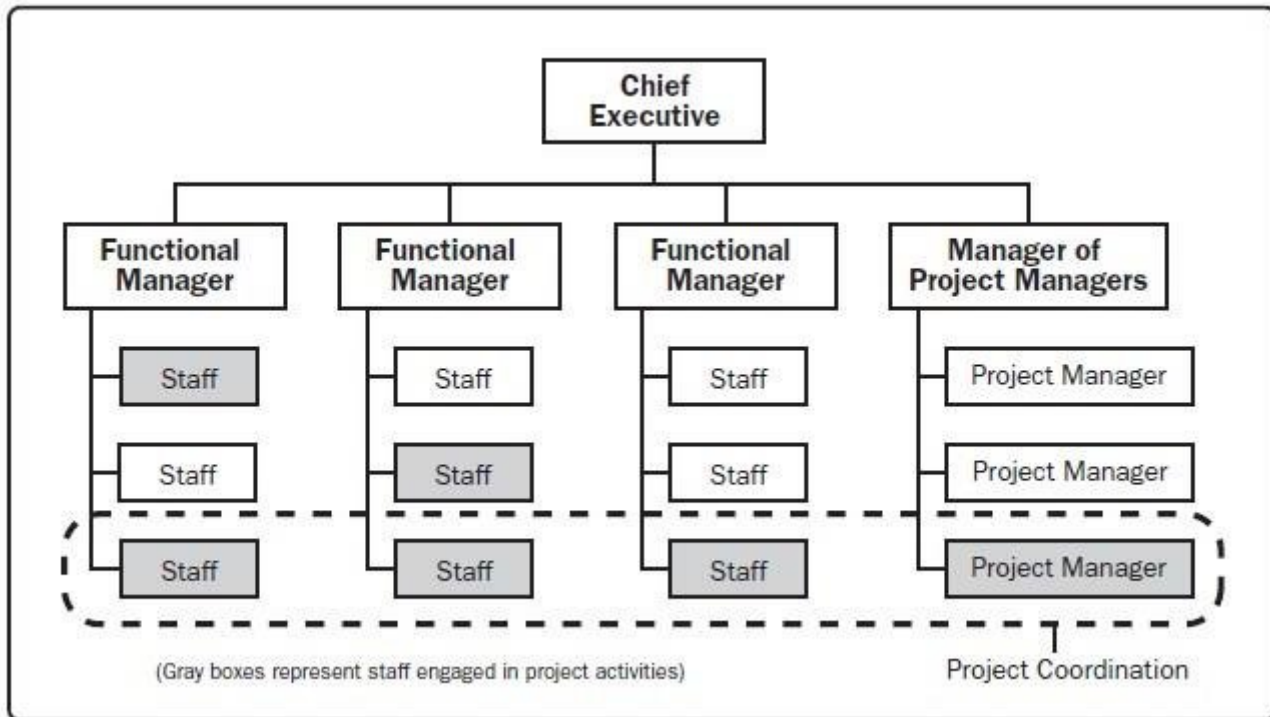 Chief
Executive
Functional
Manager
Functional
Manager
Functional
Manager
Manager of
Project Managers
Staff
Staff
Staff
Project Manager
Staff
Staff
Staff
Project Manager
Staff
Staff
Staff
Project Manager
(Gray boxes represent staff engaged in project activities)
Project Coordination